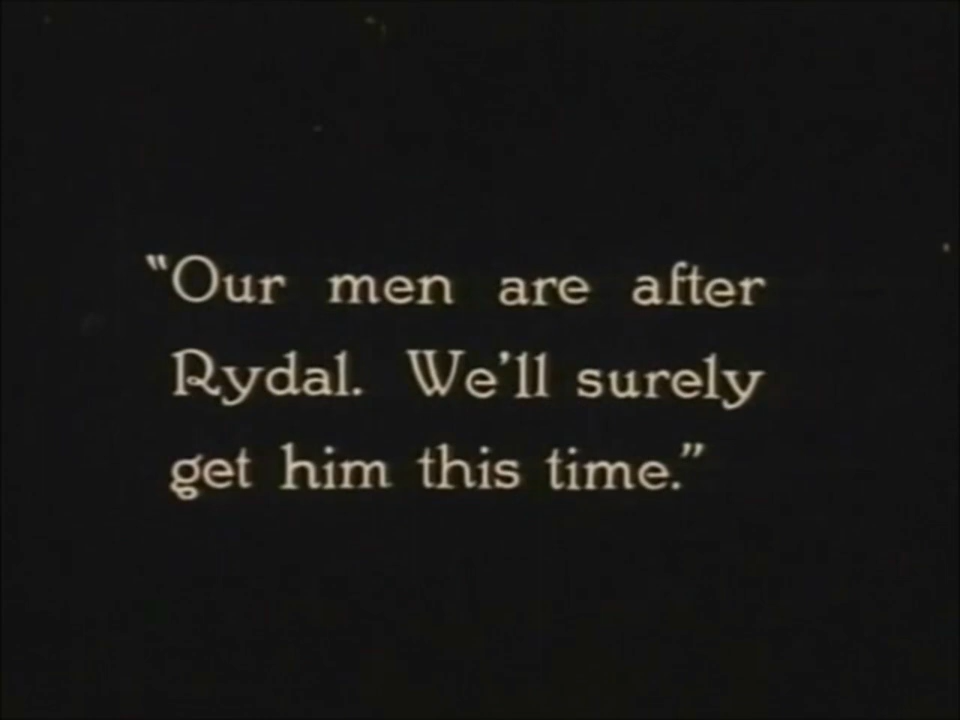 “Our men are after
Rydal. We’ll surely
get him this time.”